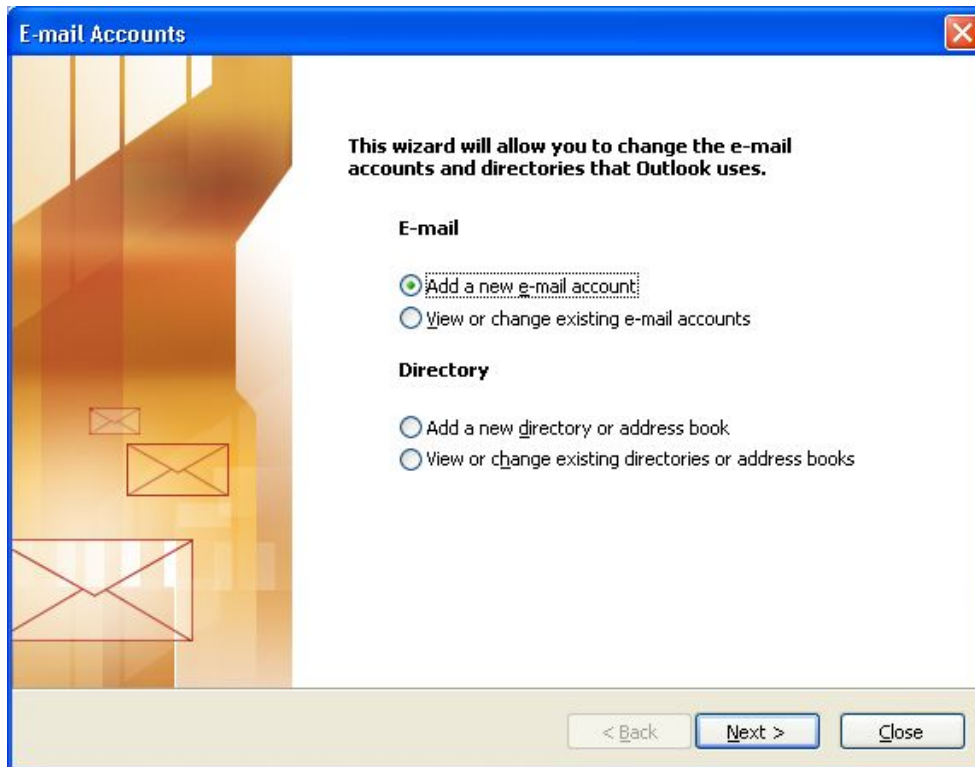 E-mail Accounts
This wizard will allow you to change the e-mail
accounts and directories that Outlook uses.
E-mail
Add a new e-mail account
View or change existing e-mail accounts
Directory
Add a new directory or address book
View or change existing directories or address books
< Back Next > Close